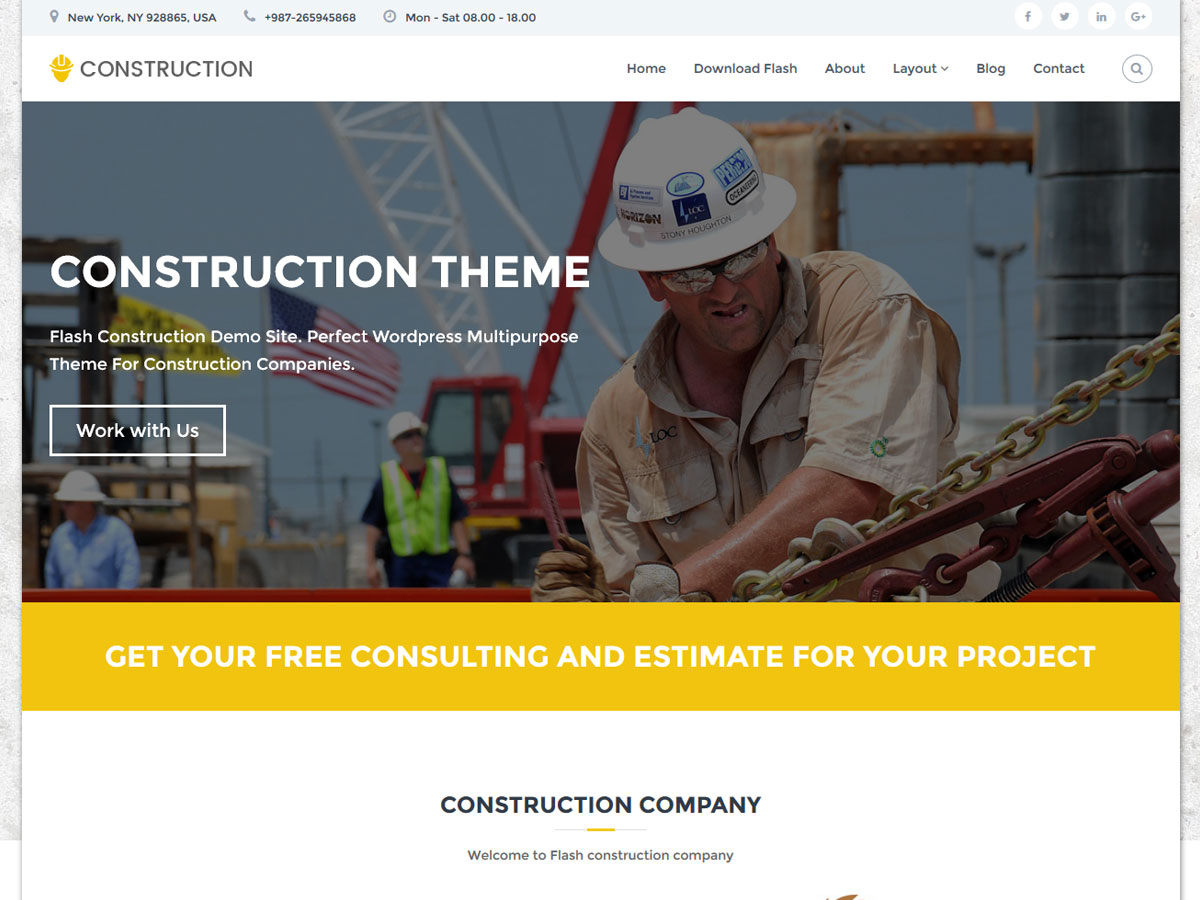 New York, NY 928865, USA
+987-265945868
Mon - Sat 08.00 - 18.00
CONSTRUCTION
Home
Download Flash
About
Layout
Blog
Contact
PERRY
OCEANEERING
HORIZON
LOC
STONY HOUGHTON
CONSTRUCTION THEME
Flash Construction Demo Site. Perfect Wordpress Multipurpose
Theme For Construction Companies.
LOC
Work with Us
GET YOUR FREE CONSULTING AND ESTIMATE FOR YOUR PROJECT
CONSTRUCTION COMPANY
Welcome to Flash construction company